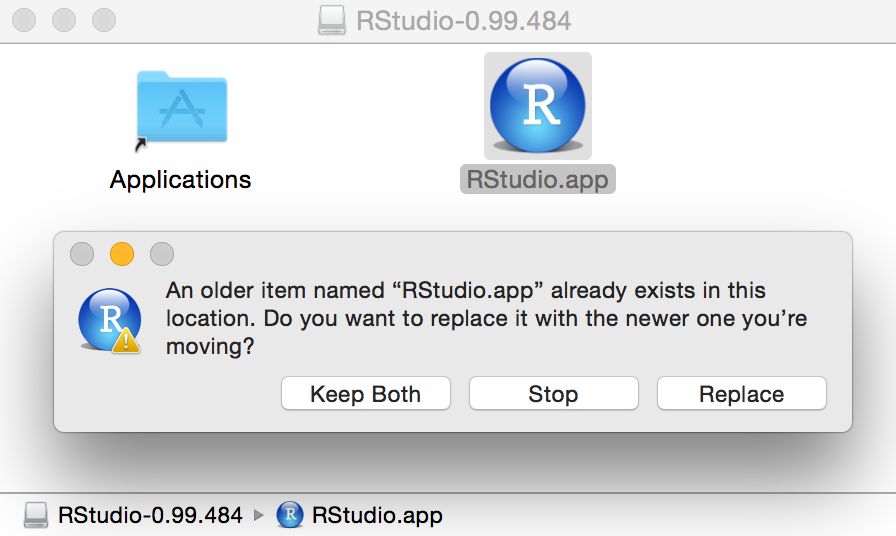 RStudio-0.99.484
Applications
RStudio.app
R
An older item named “RStudio.app” already exists in this
location. Do you want to replace it with the newer one you’re
moving?
R
Keep Both
Stop
Replace
RStudio-0.99.484
R
RStudio.app